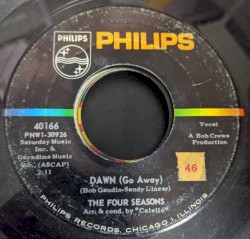 PHILIPS
PHILIPS
40166
PHW1-30926
Saturday Music
Inc. &
Gavadima Music
Inc. (ASCAP)
2:11
Vocal
A Bob Crewe
Production
DAWN (Go Away)
(Bob Gaudio-Sandy Linzer)
THE FOUR SEASONS
Arr. & cond. by "Calello"
46
PHILIPS RECORDS, CHICAGO 1, ILLINOIS